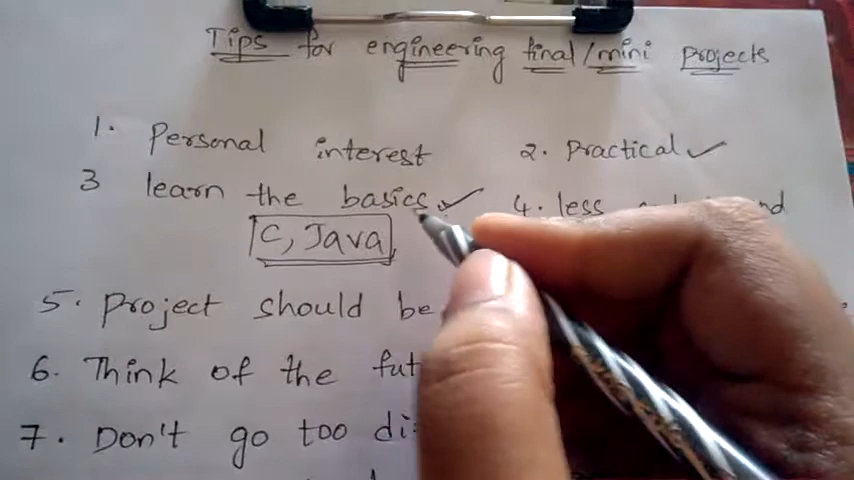 Tips for engineering final/mini projects
1. Personal interest 2. Practical
3 learn the basics 4. less
C, Java
5. Project should be
6. Think of the
7. Don't go too